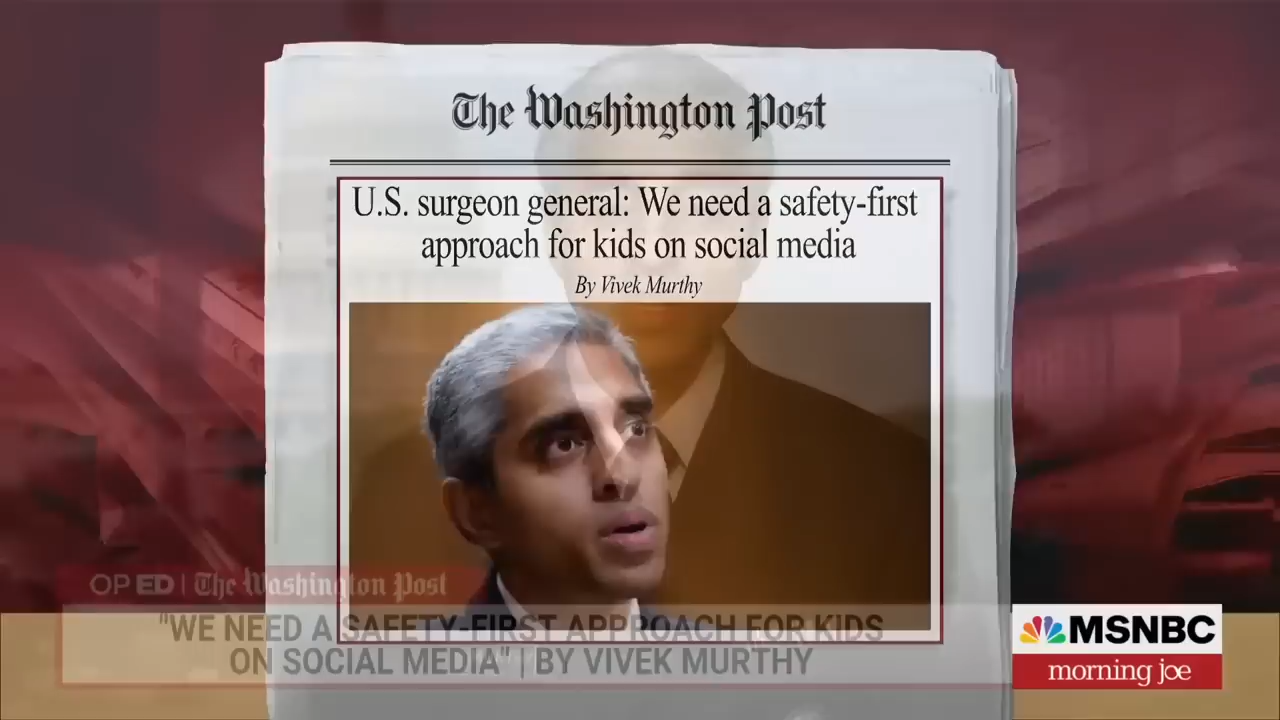 The Washington Post
U.S. surgeon general: We need a safety-first
approach for kids on social media
By Vivek Murthy
OP ED | The Washington Post
"WE NEED A SAFETY-FIRST APPROACH FOR KIDS
ON SOCIAL MEDIA" | BY VIVEK MURTHY
MSNBC
morning joe